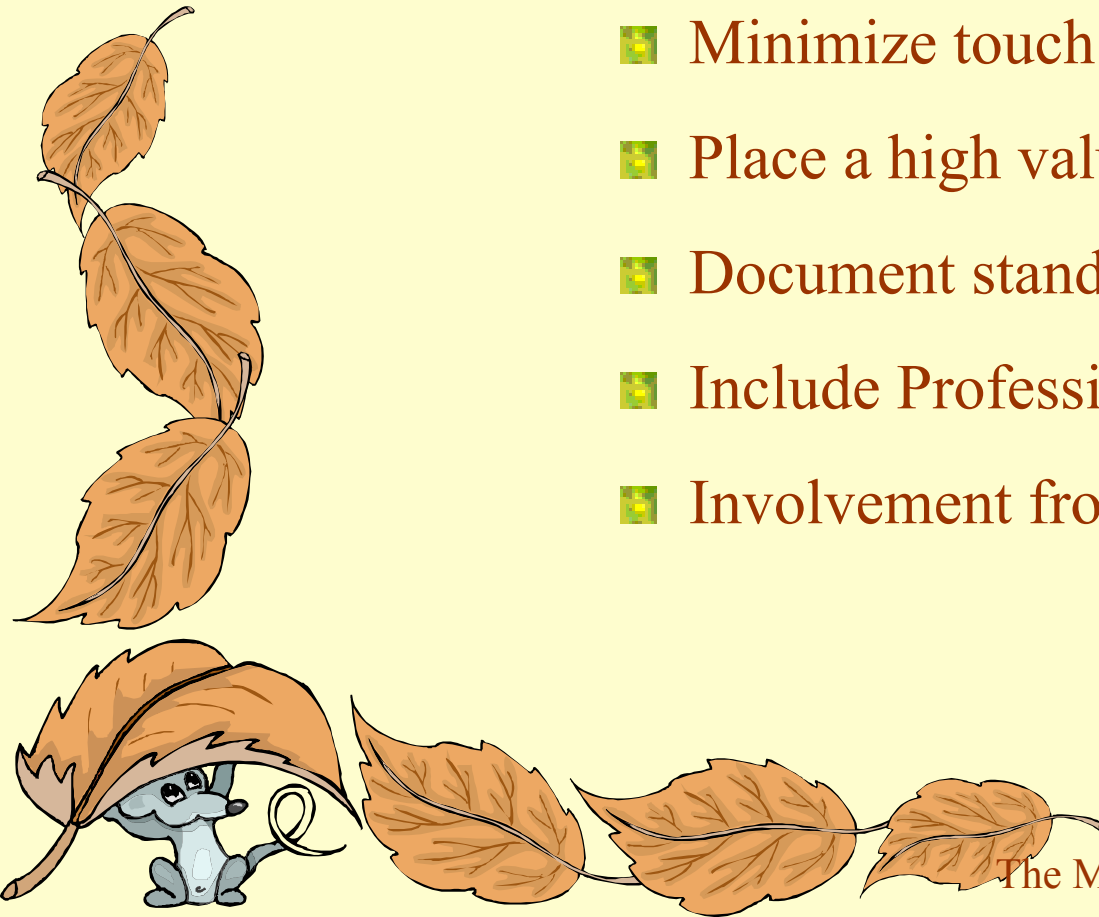 Minimize touch
Place a high val
Document stand
Include Professi
Involvement fro
The M